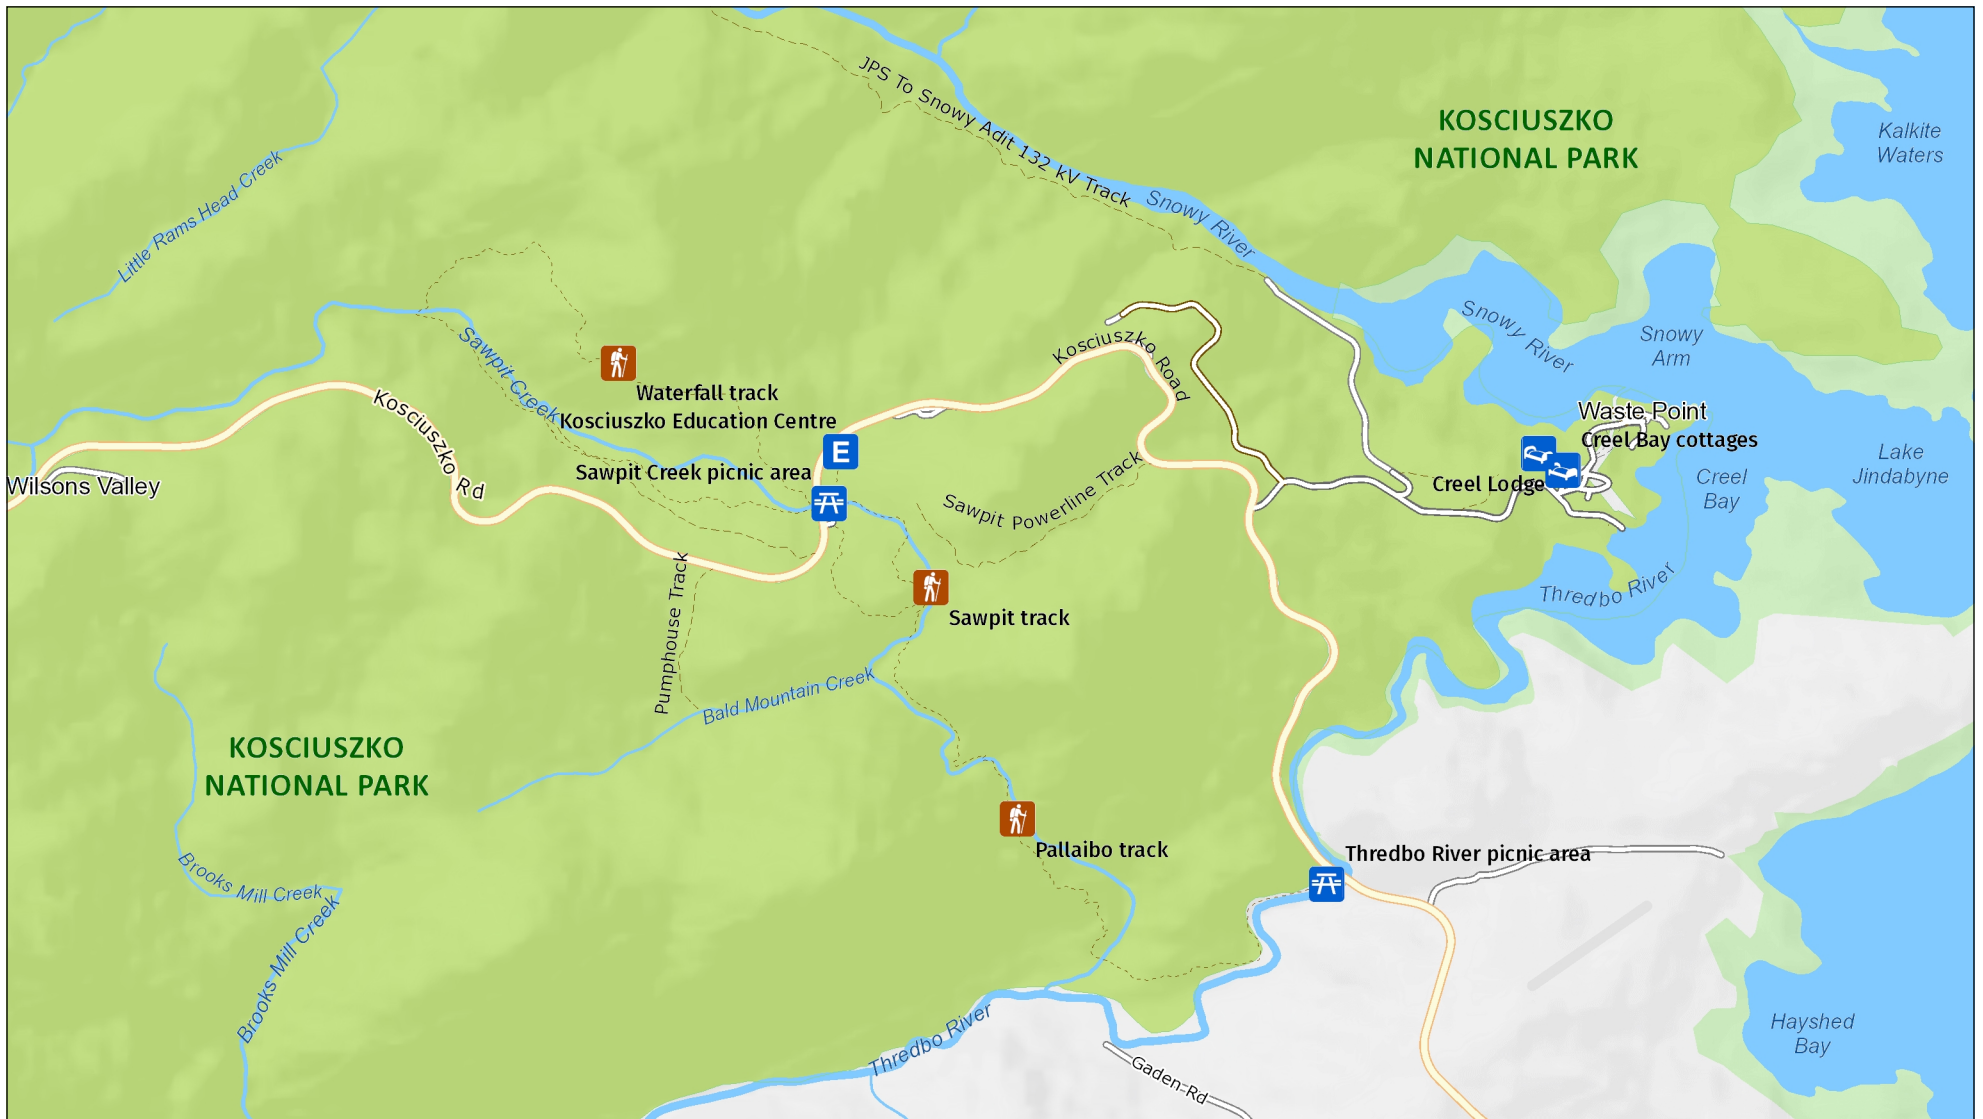 JPS To Snowy Adit 132 kV Track
KOSCIUSZKO
NATIONAL PARK
Kalkite
Waters
Little Rams Head Creek
Snowy River
Snowy River
Snowy
Arm
Sawpit Creek
Kosciuszko Road
Waterfall track
Kosciuszko Rd
Kosciuszko Education Centre
E
Waste Point
Creel Bay cottages
Sawpit Creek picnic area
Creel Lodge
Creel
Bay
Lake
Jindabyne
Wilsons Valley
Sawpit Powerline Track
Thredbo River
Pumphouse Track
Sawpit track
Bald Mountain Creek
KOSCIUSZKO
NATIONAL PARK
Pallaibo track
Thredbo River picnic area
Brooks Mill Creek
Brooks Mill Creek
Thredbo River
Hayshed
Bay
Gaden Rd